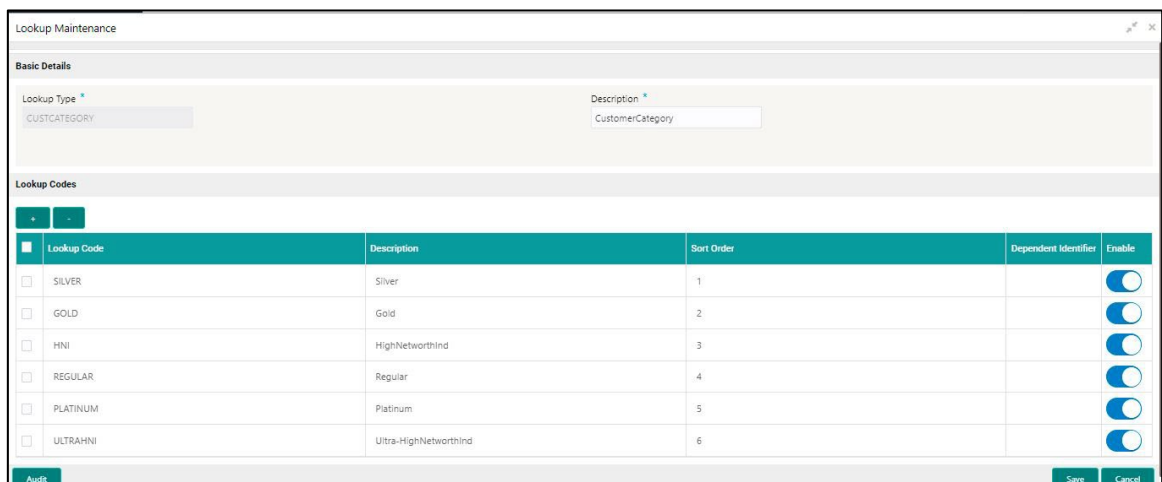 Lookup Maintenance
Basic Details
Lookup Type * Description *
CUSTCATEGORY CustomerCategory
Lookup Codes
+ -
Lookup Code Description Sort Order Dependent Identifier Enable
SILVER Silver 1
GOLD Gold 2
HNI HighNetworthInd 3
REGULAR Regular 4
PLATINUM Platinum 5
ULTRAHNI Ultra-HighNetworthInd 6
Audit Save Cancel